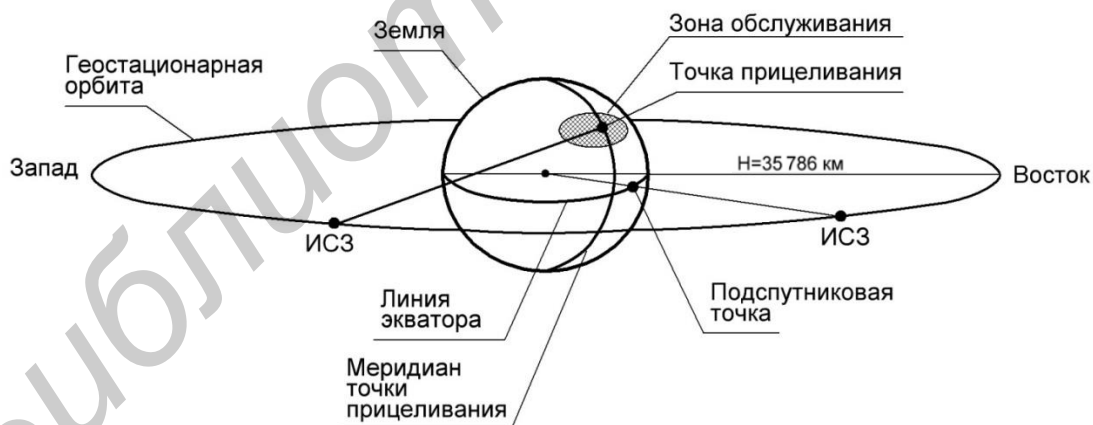 Земля
Зона обслуживания
Геостационарная
орбита
Точка прицеливания
Запад
H=35 786 км
Восток
ИСЗ
ИСЗ
Линия
экватора
Подспутниковая
точка
Меридиан
точки
прицеливания